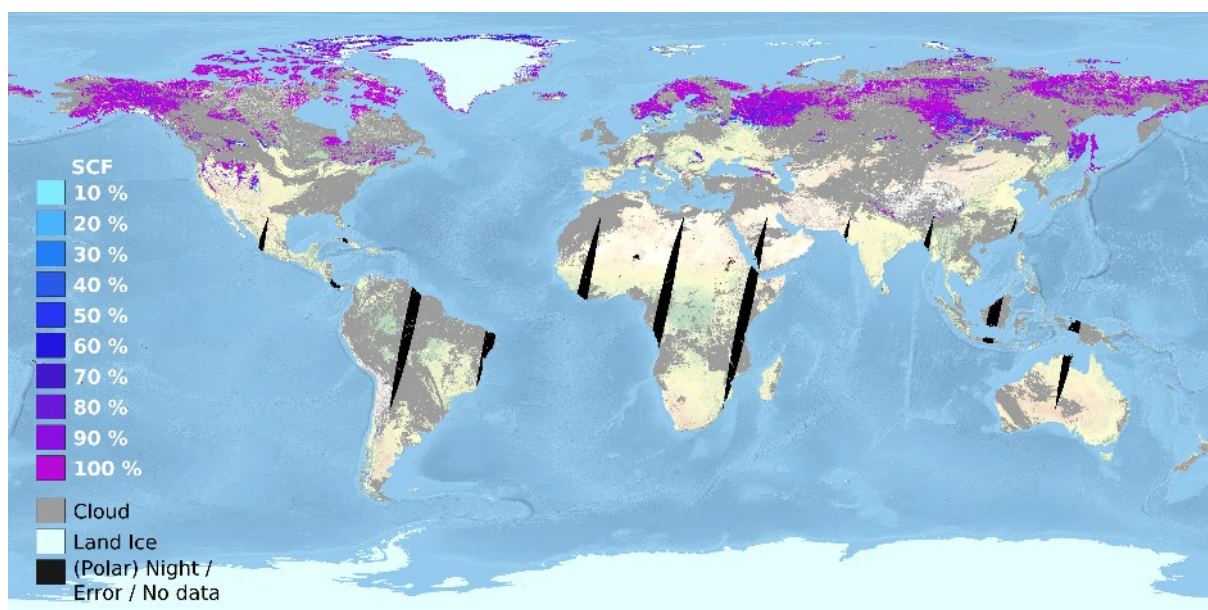 SCF
10 %
20 %
30 %
40 %
50 %
60 %
70 %
80 %
90 %
100 %
Cloud
Land Ice
(Polar) Night /
Error / No data